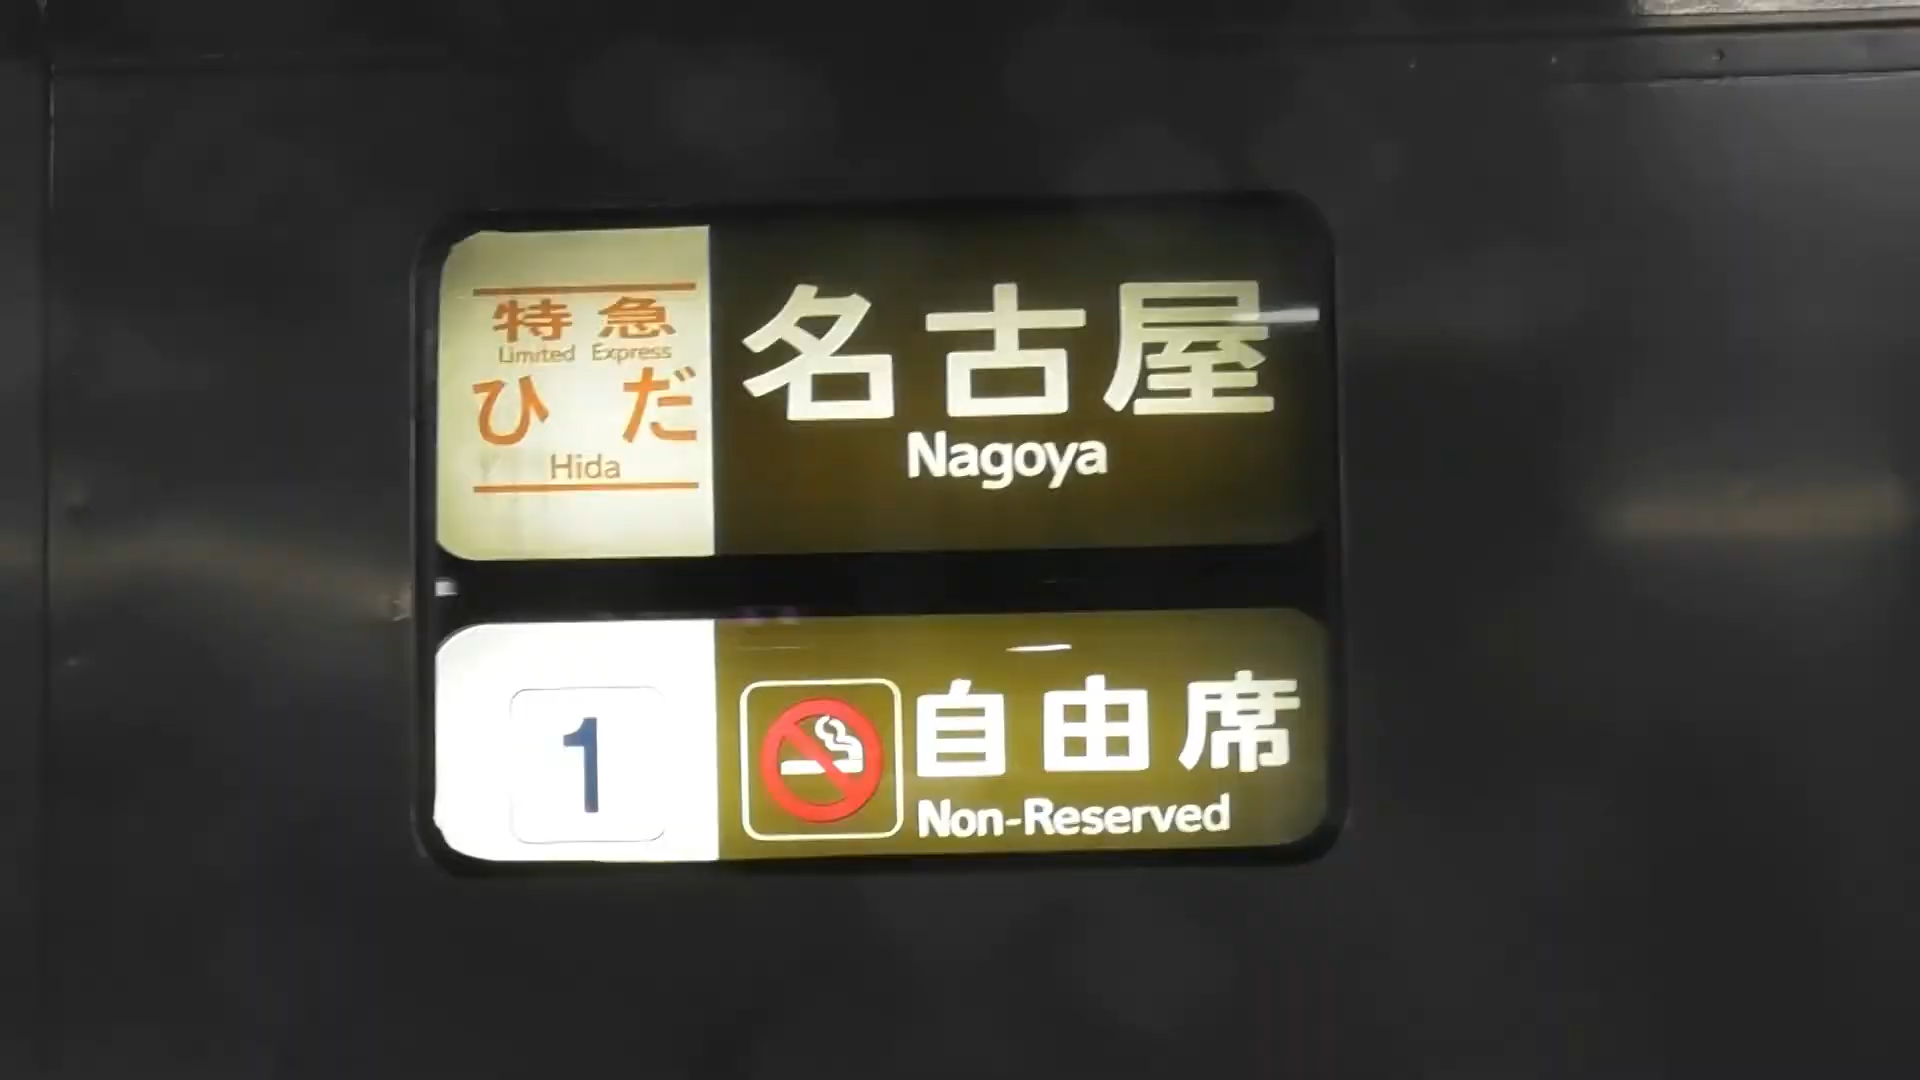 特急
Limited Express
ひだ
Hida
名古屋
Nagoya
1
自由席
Non-Reserved